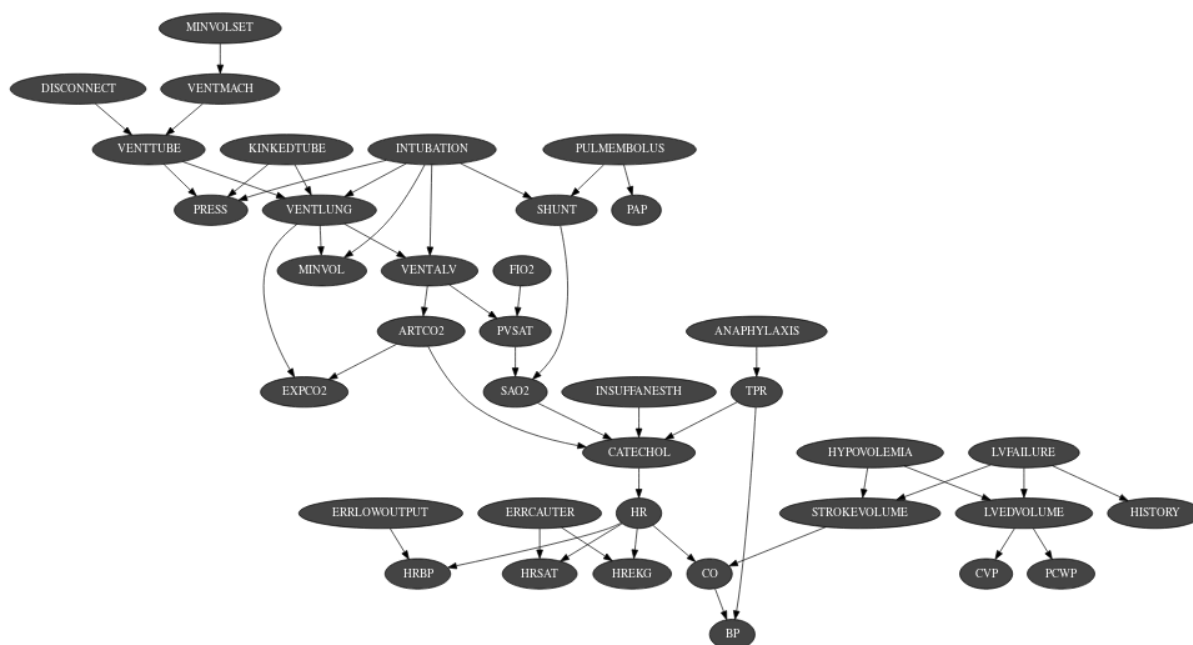 MINVOLSET
DISCONNECT
VENTMACH
VENTTUBE
KINKEDTUBE
INTUBATION
PULMEMBOLUS
PRESS
VENTLUNG
SHUNT
PAP
MINVOL
VENTALV
FIO2
ARTCO2
PVSAT
ANAPHYLAXIS
EXPCO2
SAO2
INSUFFANESTH
TPR
CATECHOL
HYPOVOLEMIA
LVFAILURE
ERRLOWOUTPUT
ERRCAUTER
HR
STROKEVOLUME
LVEDVOLUME
HISTORY
HRBP
HRSAT
HREKG
CO
CVP
PCWP
BP